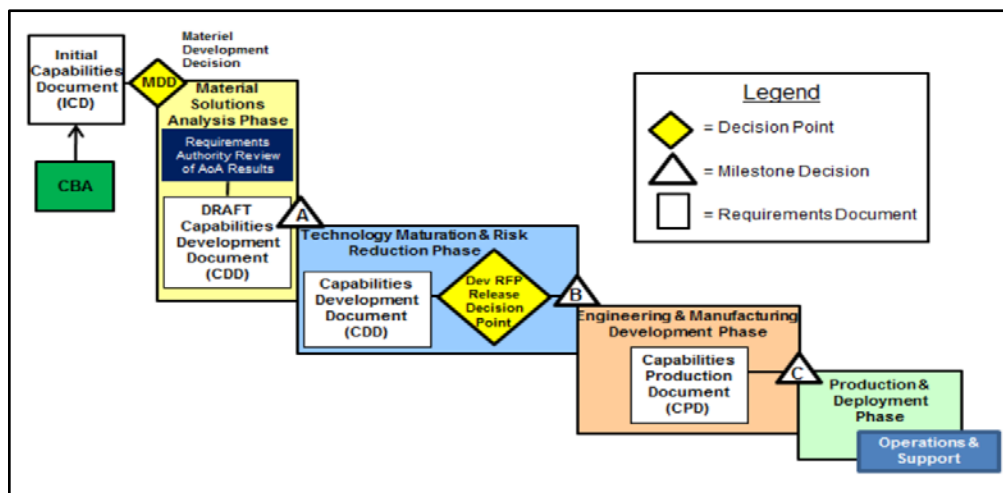 Initial
Capabilities
Document
(ICD)
CBA
MDD
Materiel
Development
Decision
Material
Solutions
Analysis Phase
Requirements
Authority Review
of AoA Results
DRAFT
Capabilities
Development
Document
(CDD)
A
Technology Maturation & Risk
Reduction Phase
Capabilities
Development
Document
(CDD)
Dev RFP
Release
Decision
Point
B
Engineering & Manufacturing
Development Phase
Capabilities
Production
Document
(CPD)
C
Production &
Deployment
Phase
Operations &
Support
Legend
= Decision Point
= Milestone Decision
= Requirements Document